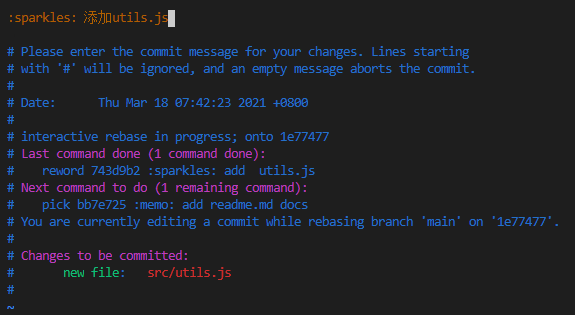 :sparkles: 添加utils.js
# Please enter the commit message for your changes. Lines starting
# with '#' will be ignored, and an empty message aborts the commit.
#
# Date:      Thu Mar 18 07:42:23 2021 +0800
#
# interactive rebase in progress; onto 1e77477
# Last command done (1 command done):
#    reword 743d9b2 :sparkles: add  utils.js
# Next command to do (1 remaining command):
#    pick bb7e725 :memo: add readme.md docs
# You are currently editing a commit while rebasing branch 'main' on '1e77477'.
#
# Changes to be committed:
#       new file:   src/utils.js
#
~